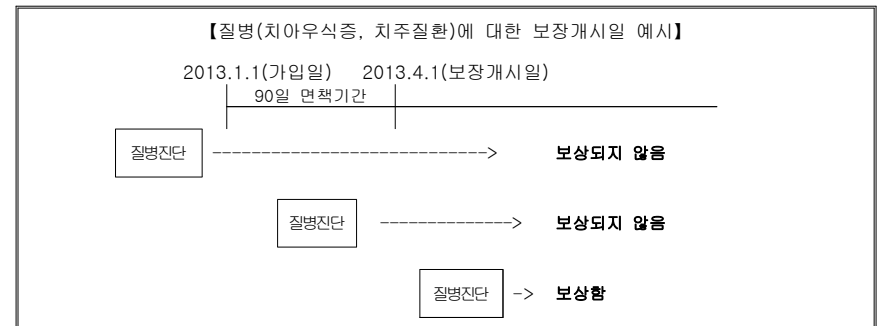 【질병(치아우식증, 치주질환)에 대한 보장개시일 예시】
2013.1.1(가입일) 2013.4.1(보장개시일)
90일 면책기간
질병진단 ----------------------------> 보상되지 않음
질병진단 --------------> 보상되지 않음
질병진단 -> 보상함